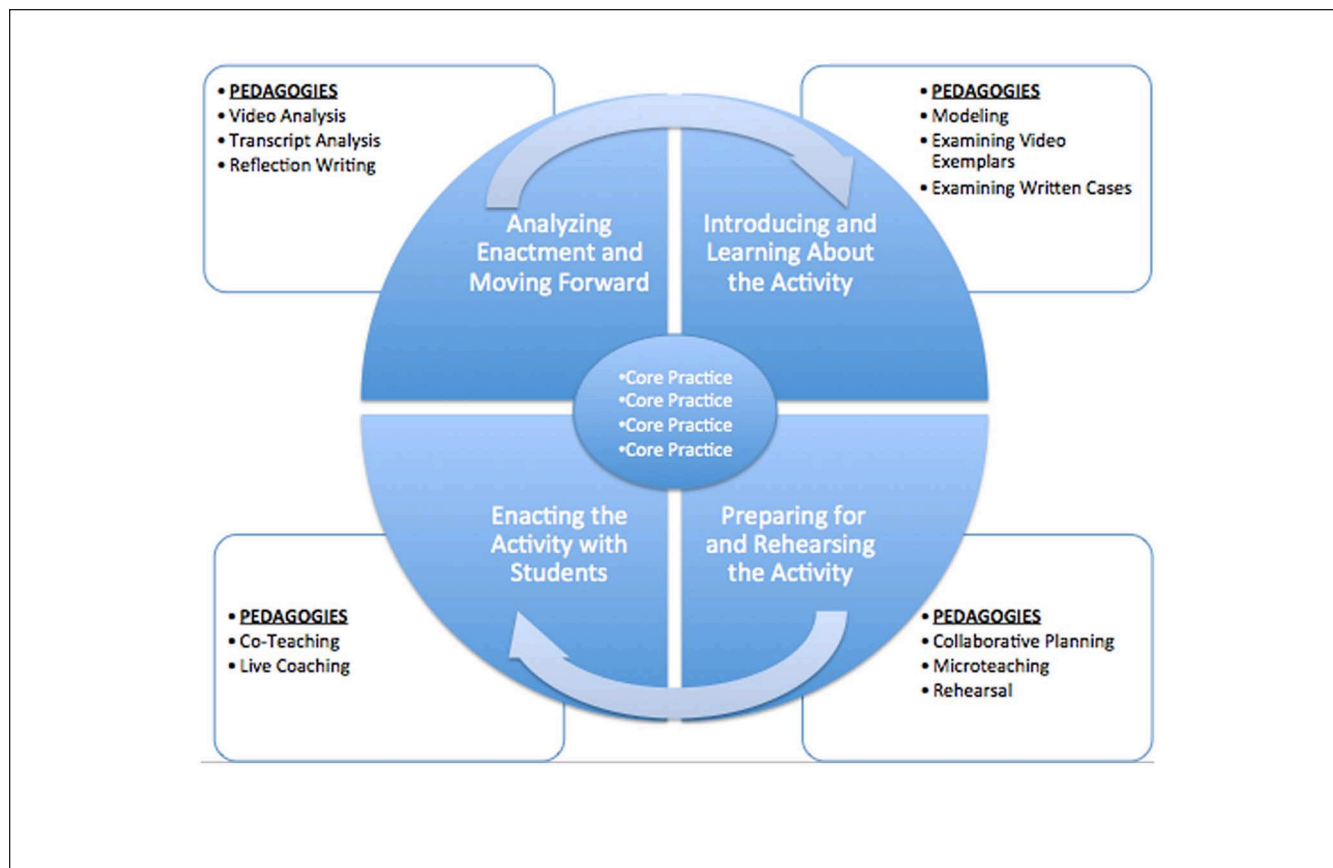 • PEDAGOGIES
• Video Analysis
• Transcript Analysis
• Reflection Writing
• PEDAGOGIES
• Modeling
• Examining Video
Exemplars
• Examining Written Cases
Analyzing
Enactment and
Moving Forward
Introducing and
Learning About
the Activity
•Core Practice
•Core Practice
•Core Practice
•Core Practice
Enacting the
Activity with
Students
Preparing for
and Rehearsing
the Activity
• PEDAGOGIES
• Co-Teaching
• Live Coaching
• PEDAGOGIES
• Collaborative Planning
• Microteaching
• Rehearsal